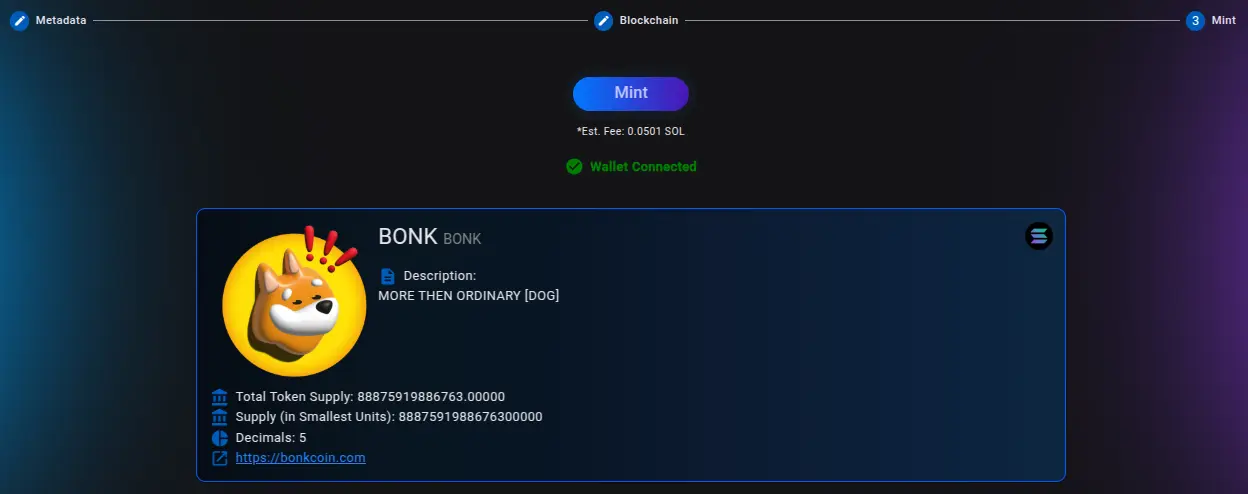 Metadata
Blockchain
3 Mint
Mint
*Est. Fee: 0.0501 SOL
Wallet Connected
BONK BONK
Description:
MORE THEN ORDINARY [DOG]
Total Token Supply: 88875919886763.00000
Supply (in Smallest Units): 8887591988676300000
Decimals: 5
https://bonkcoin.com